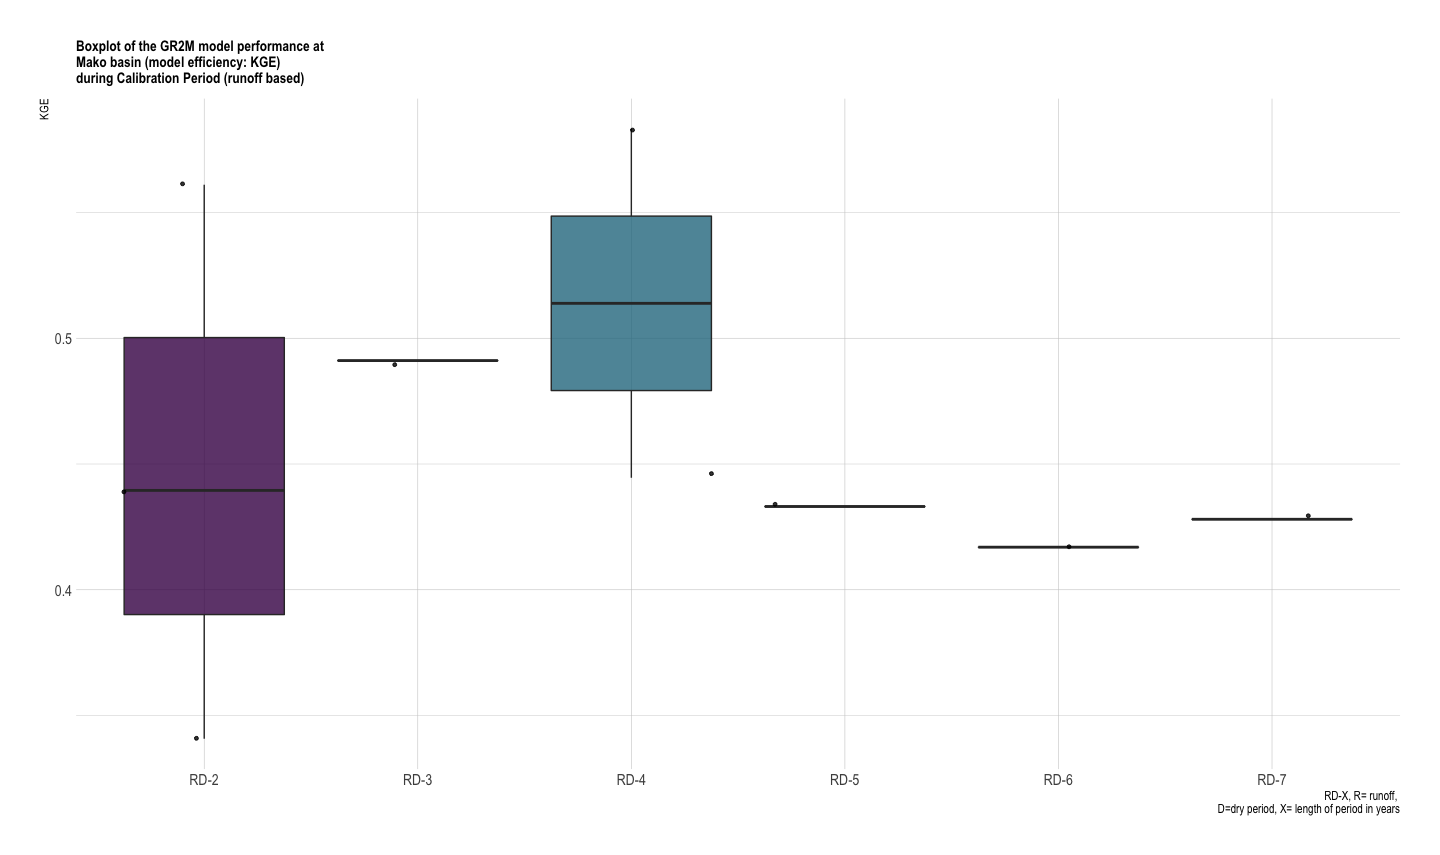 Boxplot of the GR2M model performance at
Mako basin (model efficiency: KGE)
during Calibration Period (runoff based)
KGE
0.5
0.4
RD-2 RD-3 RD-4 RD-5 RD-6 RD-7
RD-X, R= runoff,
D=dry period, X= length of period in years